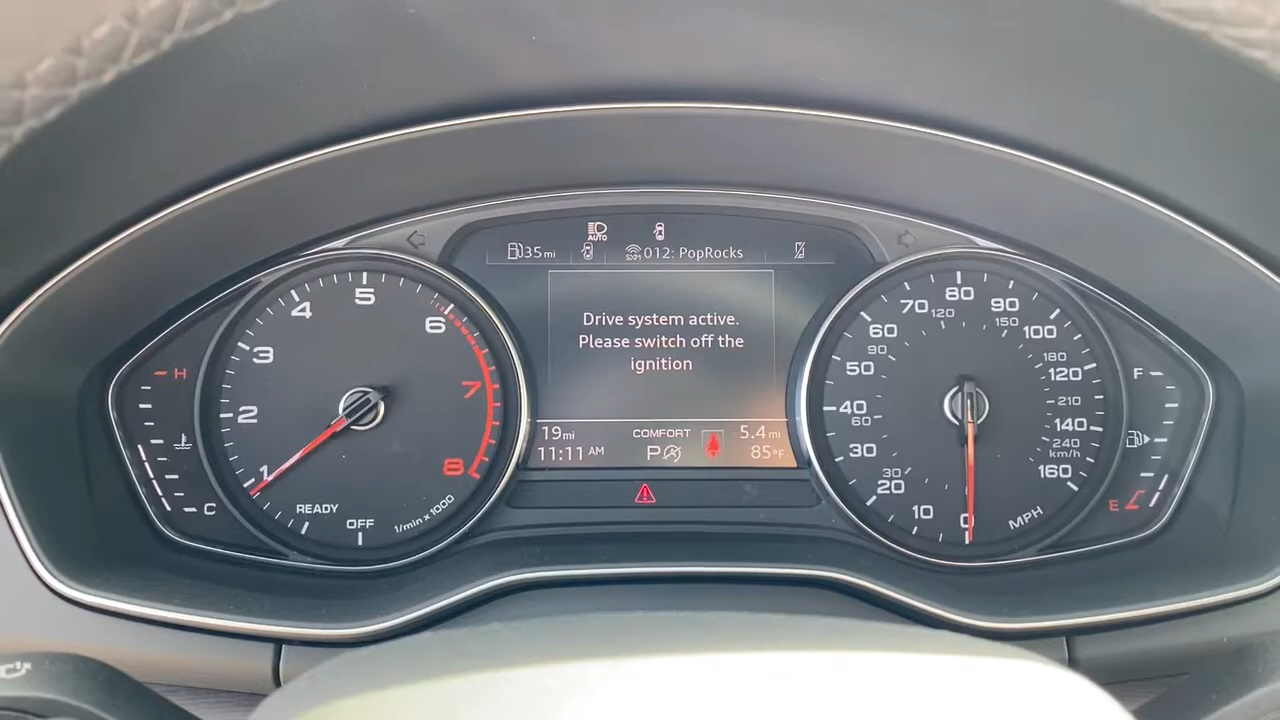 AUTO
35mi SXM 012: PopRocks
Drive system active.
Please switch off the
ignition
19mi COMFORT 5.4mi
11:11 AM P 85°F
H
C
1
2
3
4
5
6
7
8
READY
OFF
1/min x 1000
0
10
20
30
40
50
60
70
80
90
100
120
140
160
MPH
30
60
90
120
150
180
210
240
km/h
F
E